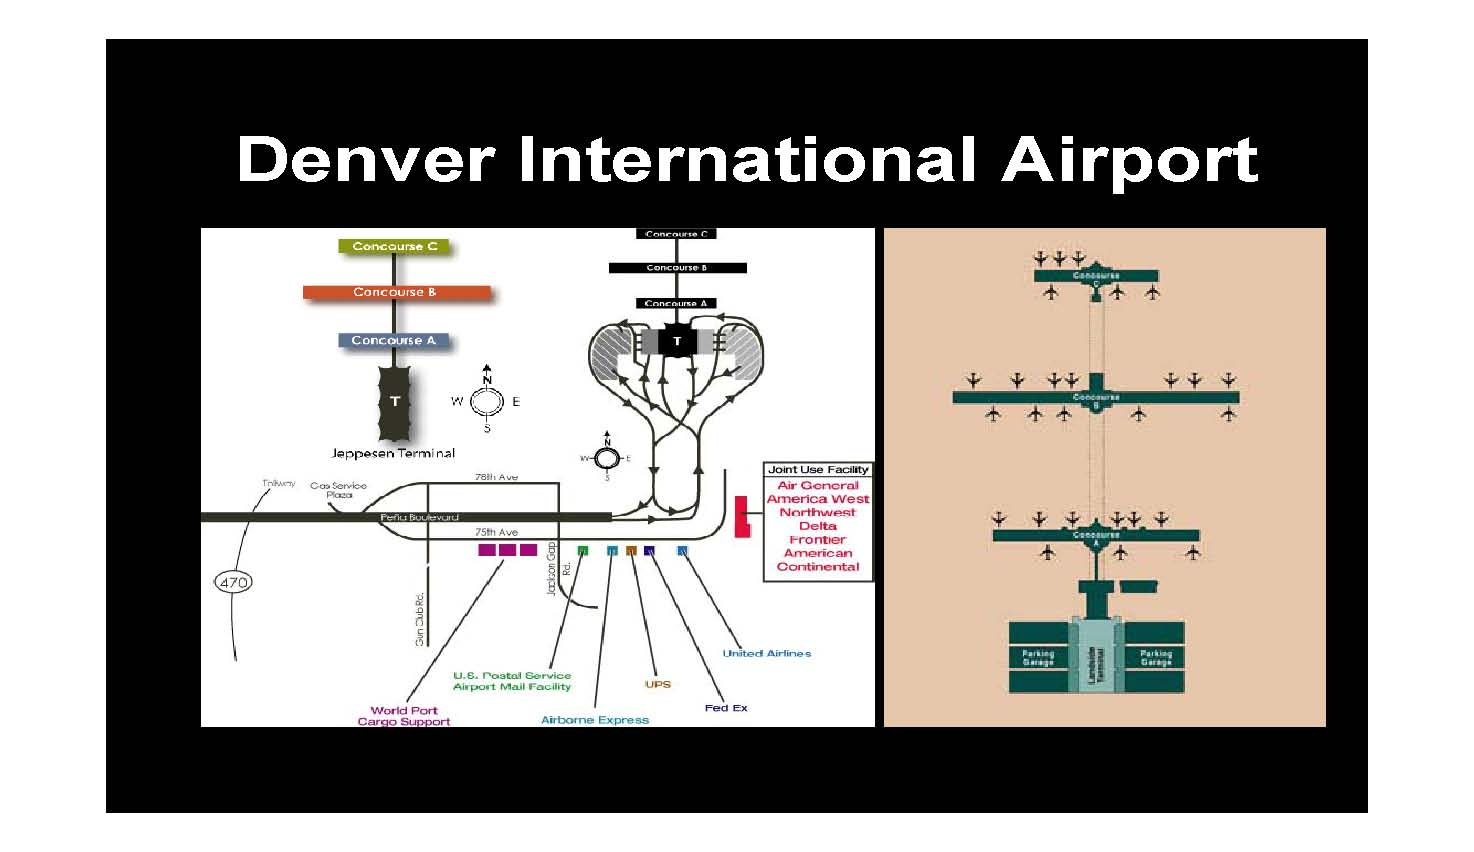 Denver International Airport
Concourse C
Concourse B
Concourse A
T
Jeppesen Terminal
N
W E
S
Concourse C
Concourse B
Concourse A
T
N
W E
S
Tollway
Gas Service
Plaza
78th Ave
Peña Boulevard
75th Ave
470
Gun Club Rd.
Jackson Gap
Rd.
Joint Use Facility
Air General
America West
Northwest
Delta
Frontier
American
Continental
United Airlines
U.S. Postal Service
Airport Mail Facility
UPS
Fed Ex
World Port
Cargo Support
Airborne Express
Concourse
C
Concourse
B
Concourse
A
Parking
Garage
Landside
Terminal
Parking
Garage